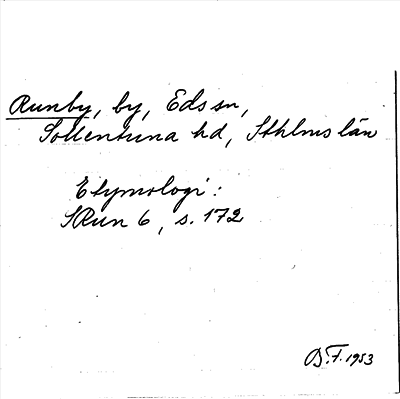 Runby, by, Eds sn,
Sollentuna hd, Sthlms län
Etymologi:
SRun 6, s. 172
D.F. 1953